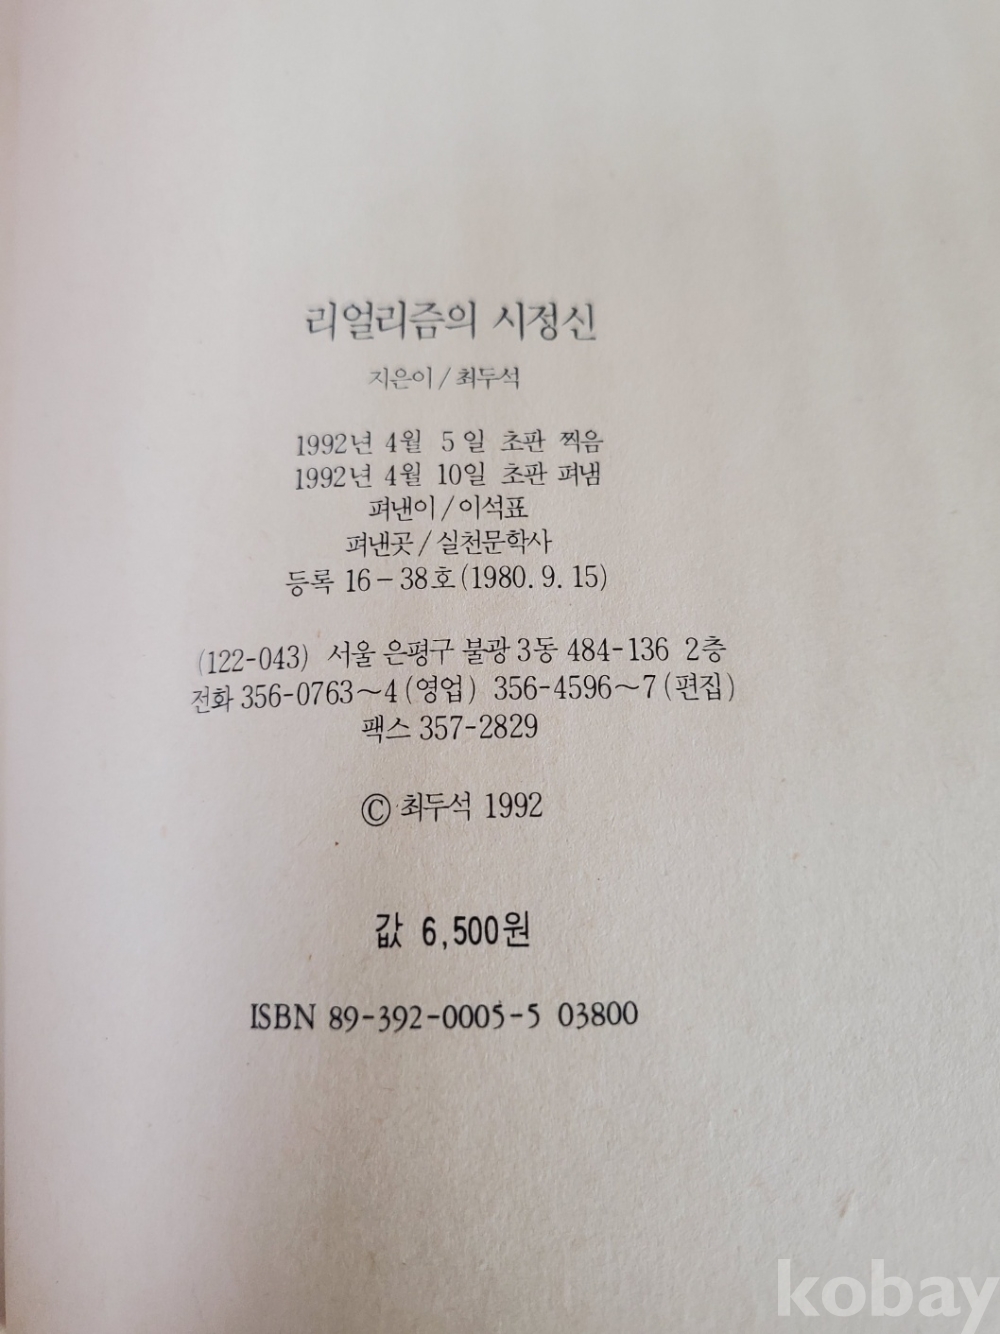 리얼리즘의 시정신
지은이/최두석
1992년 4월 5일 초판 찍음
1992년 4월 10일 초판 펴냄
펴낸이/이석표
펴낸곳/실천문학사
등록 16-38호(1980. 9. 15)
(122-043) 서울 은평구 불광 3동 484-136 2층
전화 356-0763~4(영업) 356-4596~7(편집)
팩스 357-2829
ⓒ 최두석 1992
값 6,500원
ISBN 89-392-0005-5 03800
kobay